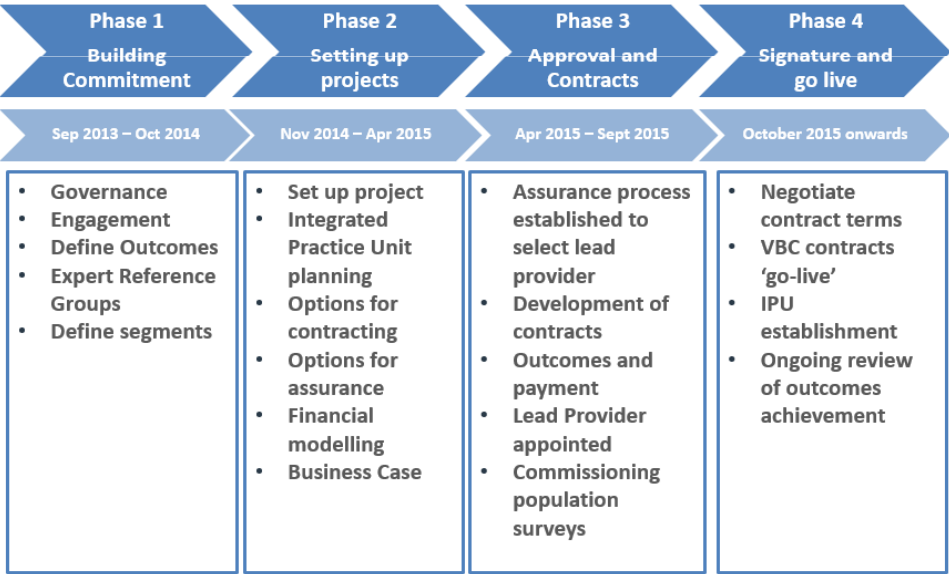 Phase 1
Building
Commitment
Phase 2
Setting up
projects
Phase 3
Approval and
Contracts
Phase 4
Signature and
go live
Sep 2013 – Oct 2014
Nov 2014 – Apr 2015
Apr 2015 – Sept 2015
October 2015 onwards
• Governance
• Engagement
• Define Outcomes
• Expert Reference
Groups
• Define segments
• Set up project
• Integrated
Practice Unit
planning
• Options for
contracting
• Options for
assurance
• Financial
modelling
• Business Case
• Assurance process
established to
select lead
provider
• Development of
contracts
• Outcomes and
payment
• Lead Provider
appointed
• Commissioning
population
surveys
• Negotiate
contract terms
• VBC contracts
‘go-live’
• IPU
establishment
• Ongoing review
of outcomes
achievement